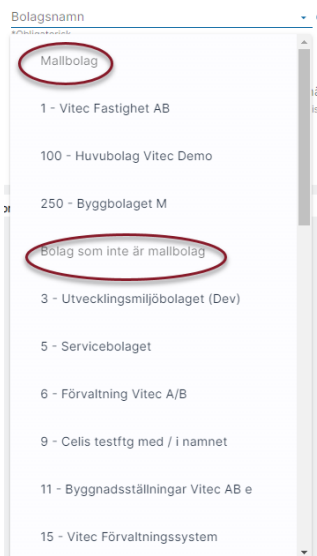 Bolagsnamn
*Obligatorisk
Mallbolag
1 - Vitec Fastighet AB
100 - Huvubolag Vitec Demo
250 - Byggbolaget M
Bolag som inte är mallbolag
3 - Utvecklingsmiljöbolaget (Dev)
5 - Servicebolaget
6 - Förvaltning Vitec A/B
9 - Celis testftg med / i namnet
11 - Byggnadsställningar Vitec AB e
15 - Vitec Förvaltningssystem